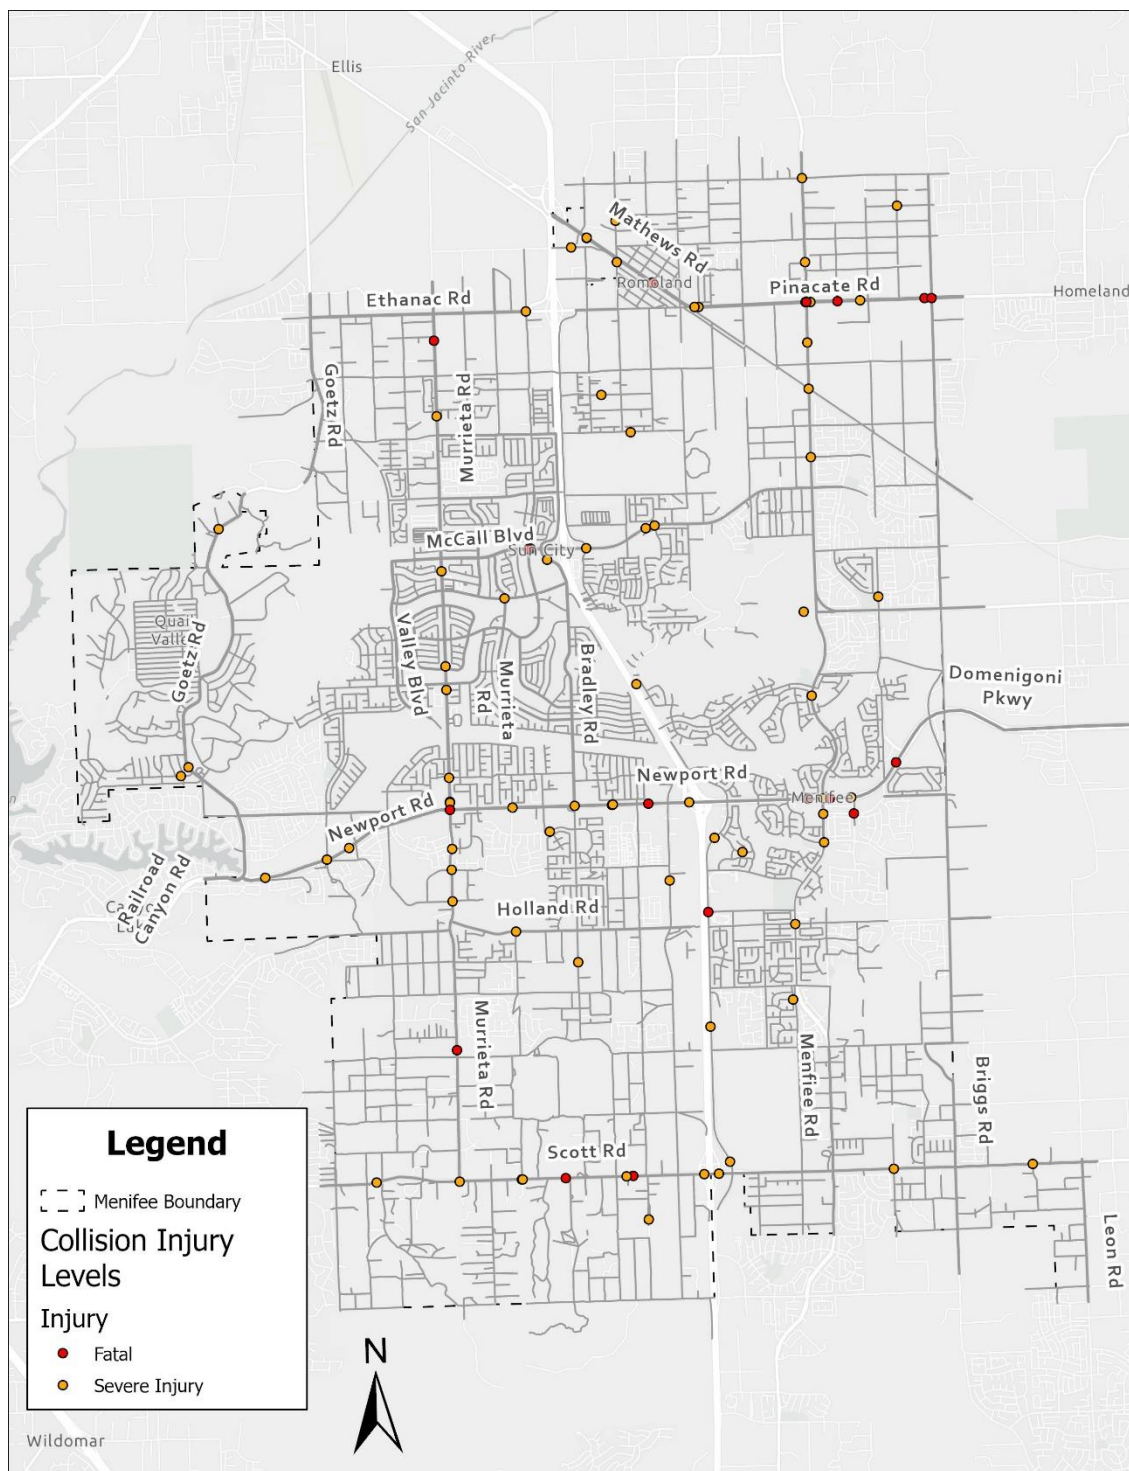 Ellis
San Jacinto River
Mathews Rd
Romoland
Pinacate Rd
Homeland
Ethanac Rd
Goetz Rd
Murrieta Rd
McCall Blvd
Sun City
Quail
Valley
Goetz Rd
Valley Blvd
Murrieta
Rd
Bradley Rd
Domenigoni
Pkwy
Newport Rd
Menifee
Newport Rd
Railroad
Canyon Rd
Holland Rd
Murrieta Rd
Menfiee Rd
Briggs Rd
Scott Rd
Leon Rd
Legend
Menifee Boundary
Collision Injury
Levels
Injury
Fatal
Severe Injury
N
Wildomar